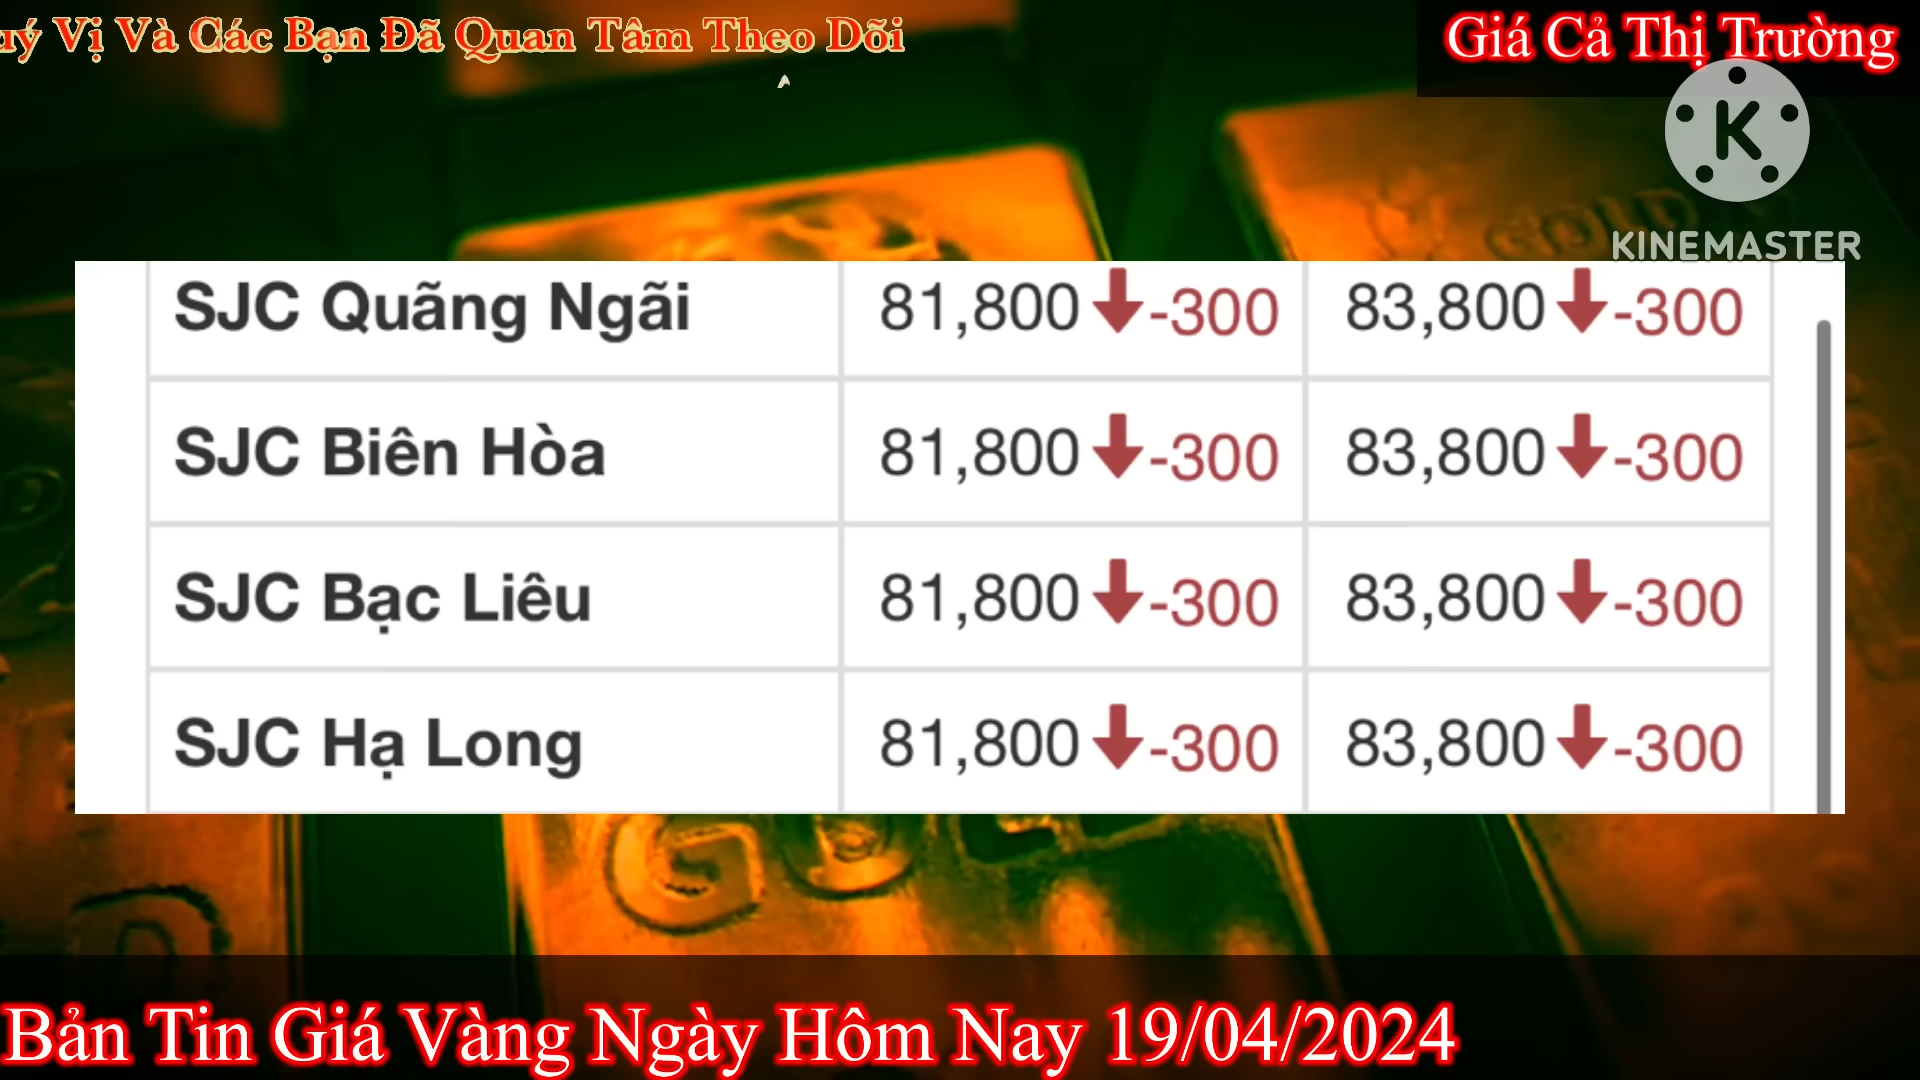 Vị Và Các Bạn Đã Quan Tâm Theo Dõi
Giá Cả Thị Trường
K
KINEMASTER
GOLD
SJC Quãng Ngãi 81,800 -300 83,800 -300
SJC Biên Hòa 81,800 -300 83,800 -300
SJC Bạc Liêu 81,800 -300 83,800 -300
SJC Hạ Long 81,800 -300 83,800 -300
Bản Tin Giá Vàng Ngày Hôm Nay 19/04/2024